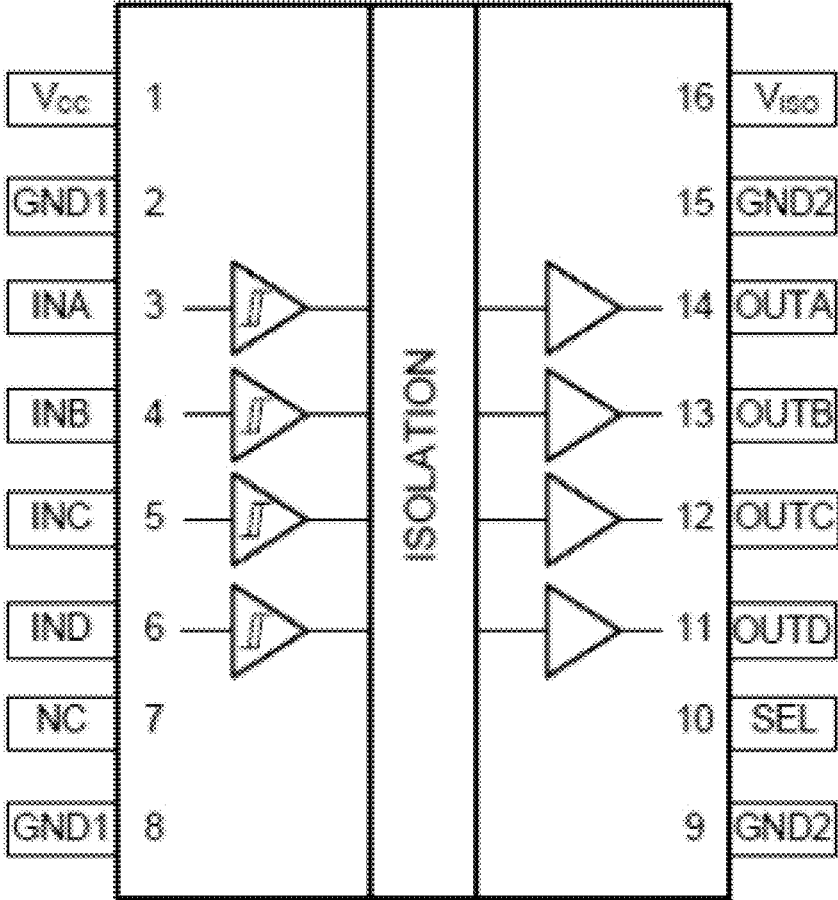 VCC 1 16 VISO
GND1 2 15 GND2
INA 3 14 OUTA
INB 4 13 OUTB
INC 5 12 OUTC
ISOLATION
IND 6 11 OUTD
NC 7 10 SEL
GND1 8 9 GND2